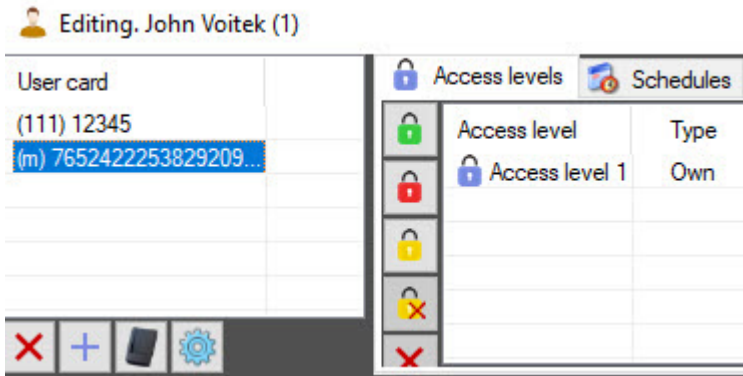 Editing. John Voitek (1)
User card
(111) 12345
(m) 7652422253829209...
Access levels
Schedules
Access level
Type
Access level 1
Own